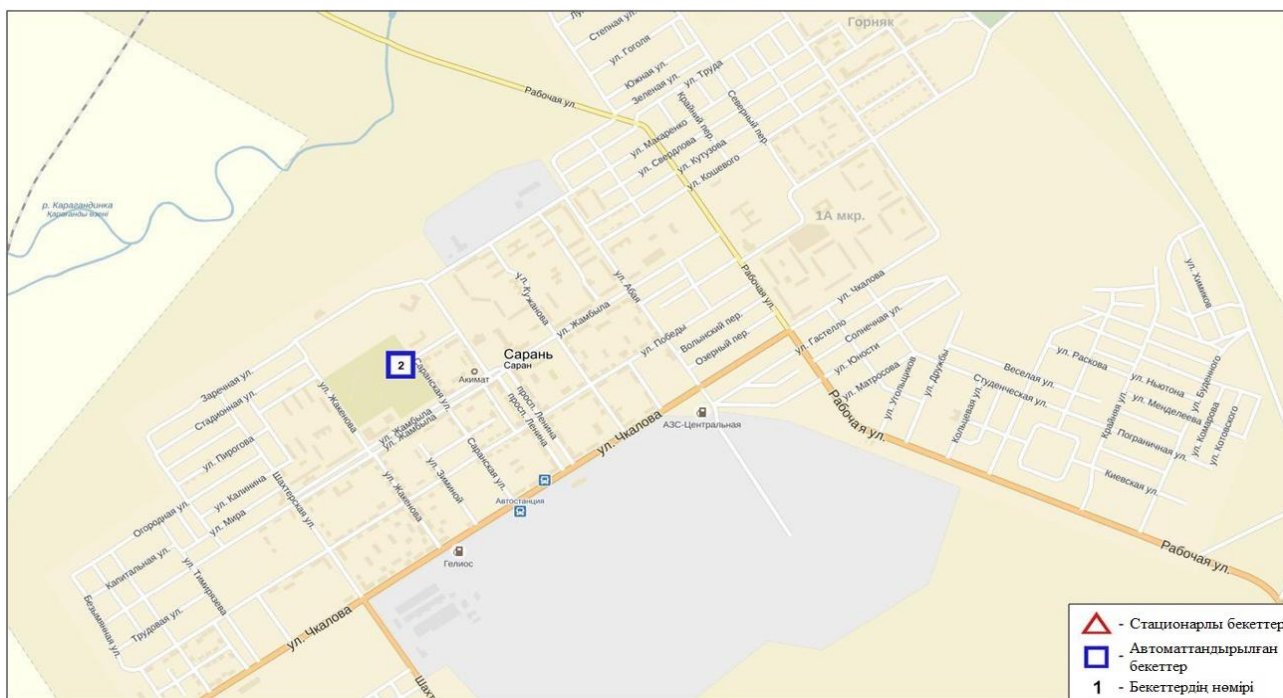 Горняк
Степная ул.
ул. Гоголя
Южная ул.
Зеленая ул.
ул. Труда
Рабочая ул.
Крайний пер.
Северный пер.
ул. Макаренко
ул. Свердлова
ул. Кутузова
ул. Кошевого
р. Карагандинка
Қарағанды өзені
1А мкр.
Рабочая ул.
ул. Чкалова
ул. Кужанова
ул. Абая
ул. Жамбыла
ул. Победы
Волынский пер.
Озерный пер.
ул. Гастелло
Солнечная ул.
ул. Юности
ул. Матросова
ул. Угольщиков
ул. Дружбы
ул. Химиков
ул. Раскова
Веселая ул.
Студенческая ул.
Кольцевая ул.
ул. Ньютона
ул. Менделеева
ул. Буденного
Крайняя ул.
Пограничная ул.
ул. Комарова
ул. Котовского
Киевская ул.
Сарань
Саран
2
Акимат
Саранская ул.
Заречная ул.
Стадионная ул.
ул. Жакенова
ул. Жамбыла
ул. Жамбыла
просп. Ленина
просп. Ленина
АЗС-Центральная
ул. Чкалова
Рабочая ул.
ул. Пирогова
ул. Калинина
Шахтерская ул.
ул. Жакенова
ул. Зиминой
Саранская ул.
Автостанция
Огородная ул.
ул. Мира
Капитальная ул.
ул. Тимирязева
Гелиос
Рабочая ул.
Безымянная ул.
Трудовая ул.
ул. Чкалова
- Стационарлы бекеттер
- Автоматтандырылған
бекеттер
1 - Бекеттердің нөмірі